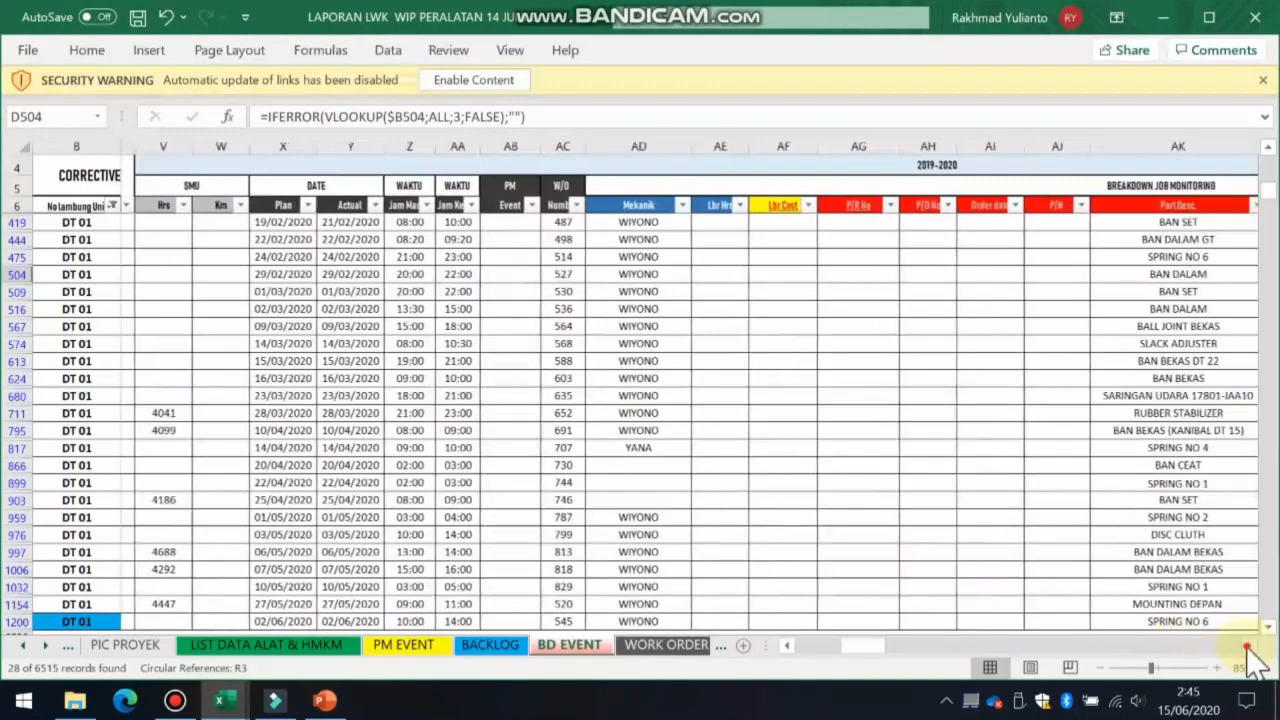 AutoSave Off LAPORAN LWK WIP PERALATAN 14 JU www.BANDICAM.com Rakhmad Yulianto RY
File Home Insert Page Layout Formulas Data Review View Help Share Comments
SECURITY WARNING Automatic update of links has been disabled Enable Content
D504 fx =IFERROR(VLOOKUP($B504;ALL;3;FALSE);"")
B V W X Y Z AA AB AC AD AE AF AG AH AI AJ AK
4 2019-2020
5 CORRECTIVE SMU DATE WAKTU WAKTU PM W/O BREAKDOWN JOB MONITORING
6 No lambung Uni Hrs Km Plan Actual Jam Mas Jam Ke Event Numb Mekanik Lbr Hrs Lbr Cost P/R No P/O No Order dat P/N Part Desc.
419 DT 01 19/02/2020 21/02/2020 08:00 10:00 487 WIYONO BAN SET
444 DT 01 22/02/2020 22/02/2020 08:20 09:20 498 WIYONO BAN DALAM GT
475 DT 01 24/02/2020 24/02/2020 21:00 23:00 514 WIYONO SPRING NO 6
504 DT 01 29/02/2020 29/02/2020 20:00 22:00 527 WIYONO BAN DALAM
509 DT 01 01/03/2020 01/03/2020 20:00 22:00 530 WIYONO BAN SET
516 DT 01 02/03/2020 02/03/2020 13:30 15:00 536 WIYONO BAN DALAM
567 DT 01 09/03/2020 09/03/2020 15:00 18:00 564 WIYONO BALL JOINT BEKAS
574 DT 01 14/03/2020 14/03/2020 08:00 10:30 568 WIYONO SLACK ADJUSTER
613 DT 01 15/03/2020 15/03/2020 19:00 21:00 588 WIYONO BAN BEKAS DT 22
624 DT 01 16/03/2020 16/03/2020 09:00 10:00 603 WIYONO BAN BEKAS
680 DT 01 23/03/2020 23/03/2020 18:00 21:00 635 WIYONO SARINGAN UDARA 17801-JAA10
711 DT 01 4041 28/03/2020 28/03/2020 21:00 23:00 652 WIYONO RUBBER STABILIZER
795 DT 01 4099 10/04/2020 10/04/2020 08:00 09:00 691 WIYONO BAN BEKAS (KANIBAL DT 15)
817 DT 01 14/04/2020 14/04/2020 09:00 10:00 707 YANA SPRING NO 4
866 DT 01 20/04/2020 20/04/2020 02:00 03:00 730 BAN CEAT
899 DT 01 22/04/2020 22/04/2020 02:00 03:00 744 SPRING NO 1
903 DT 01 4186 25/04/2020 25/04/2020 08:00 09:00 746 BAN SET
959 DT 01 01/05/2020 01/05/2020 03:00 04:00 787 WIYONO SPRING NO 2
976 DT 01 03/05/2020 03/05/2020 10:00 14:00 799 WIYONO DISC CLUTH
997 DT 01 4688 06/05/2020 06/05/2020 13:00 14:00 813 WIYONO BAN DALAM BEKAS
1006 DT 01 4292 07/05/2020 07/05/2020 15:00 16:00 818 WIYONO BAN DALAM BEKAS
1032 DT 01 10/05/2020 10/05/2020 03:00 05:00 829 WIYONO SPRING NO 1
1154 DT 01 4447 27/05/2020 27/05/2020 09:00 11:00 520 WIYONO MOUNTING DEPAN
1200 DT 01 02/06/2020 02/06/2020 10:00 14:00 545 WIYONO SPRING NO 6
... PIC PROYEK LIST DATA ALAT & HMKM PM EVENT BACKLOG BD EVENT WORK ORDER ...
28 of 6515 records found Circular References: R3
2:45
15/06/2020